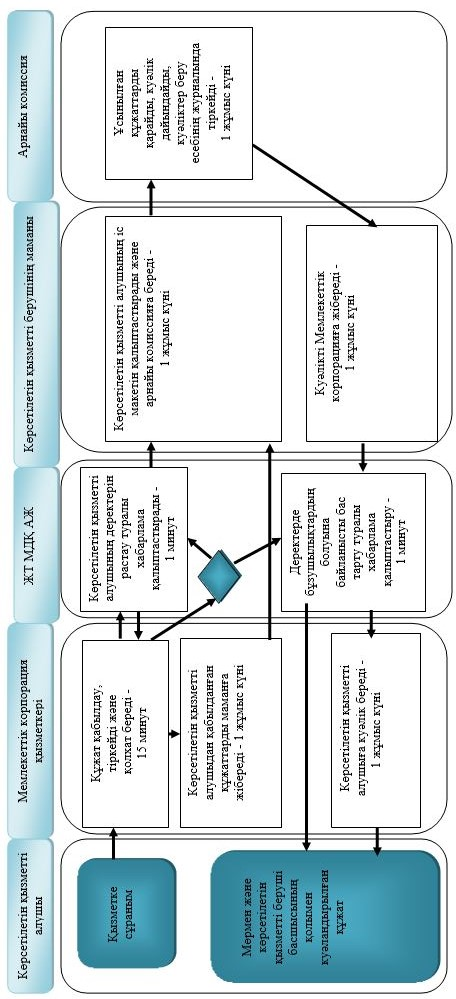 Көрсетілетін қызметті
алушы
Мемлекеттік корпорация
қызметкері
ЖТ МДҚ АЖ
Көрсетілетін қызметті берушінің маманы
Арнайы комиссия
Қызметке
сұраным
Құжат қабылдау,
тіркейді және
қолхат береді -
15 минут
Көрсетілетін қызметті
алушының деректерін
растау туралы
хабарлама
қалыптастырады -
1 минут
Көрсетілетін қызметті алушының іс
макетін қалыптастырады және
арнайы комиссияға береді -
1 жұмыс күні
Ұсынылған
құжаттарды
қарайды, куәлік
дайындайды,
куәліктер беру
есебінің журналында
тіркейді -
1 жұмыс күні
Көрсетілетін қызметті
алушыдан қабылданған
құжаттарды маманға
жібереді - 1 жұмыс күні
Мөрмен және
көрсетілетін
қызметті беруші
басшысының
қолымен
куәландырылған
құжат
Көрсетілетін қызметті
алушыға куәлік береді -
1 жұмыс күні
Деректерде
бұзушылықтардың
болуына
байланысты бас
тарту туралы
хабарлама
қалыптастыру -
1 минут
Куәлікті Мемлекеттік
корпорацияға жібереді -
1 жұмыс күні